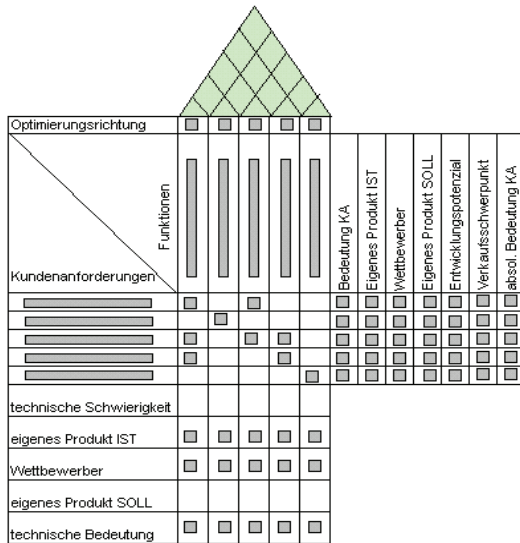 Optimierungsrichtung
Funktionen
Kundenanforderungen
Bedeutung KA
Eigenes Produkt IST
Wettbewerber
Eigenes Produkt SOLL
Entwicklungspotenzial
Verkaufsschwerpunkt
absol. Bedeutung KA
technische Schwierigkeit
eigenes Produkt IST
Wettbewerber
eigenes Produkt SOLL
technische Bedeutung